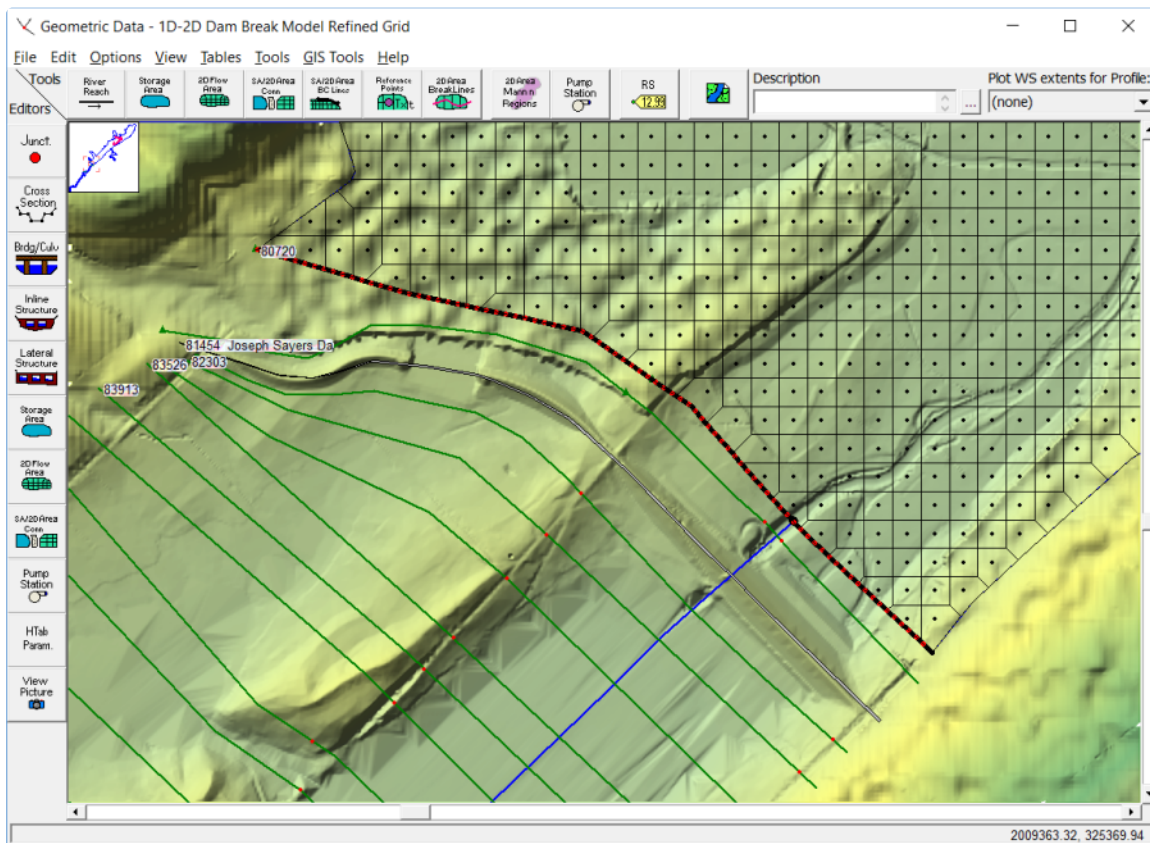 Geometric Data - 1D-2D Dam Break Model Refined Grid
File Edit Options View Tables Tools GIS Tools Help
Tools
Editors
River
Reach
Storage
Area
2D Flow
Area
SA/2D Area
Conn
SA/2D Area
BC Lines
Reference
Points
2D Area
BreakLines
2D Area
Mann n
Regions
Pump
Station
RS
12.99
Description
...
Plot WS extents for Profile:
(none)
Junct.
Cross
Section
Brdg/Culv
Inline
Structure
Lateral
Structure
Storage
Area
2D Flow
Area
SA/2D Area
Conn
Pump
Station
HTab
Param.
View
Picture
80720
81454 Joseph Sayers Da
83526 82303
83913
2009363.32, 325369.94